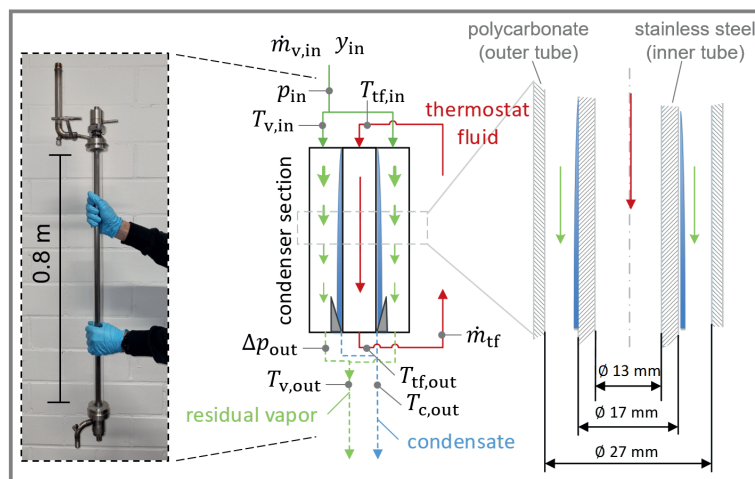 0.8 m
ṁv,in yin
pin
Tv,in
Ttf,in
thermostat
fluid
condenser section
Δpout
ṁtf
Tv,out
Ttf,out
Tc,out
residual vapor
condensate
polycarbonate
(outer tube)
stainless steel
(inner tube)
Ø 13 mm
Ø 17 mm
Ø 27 mm